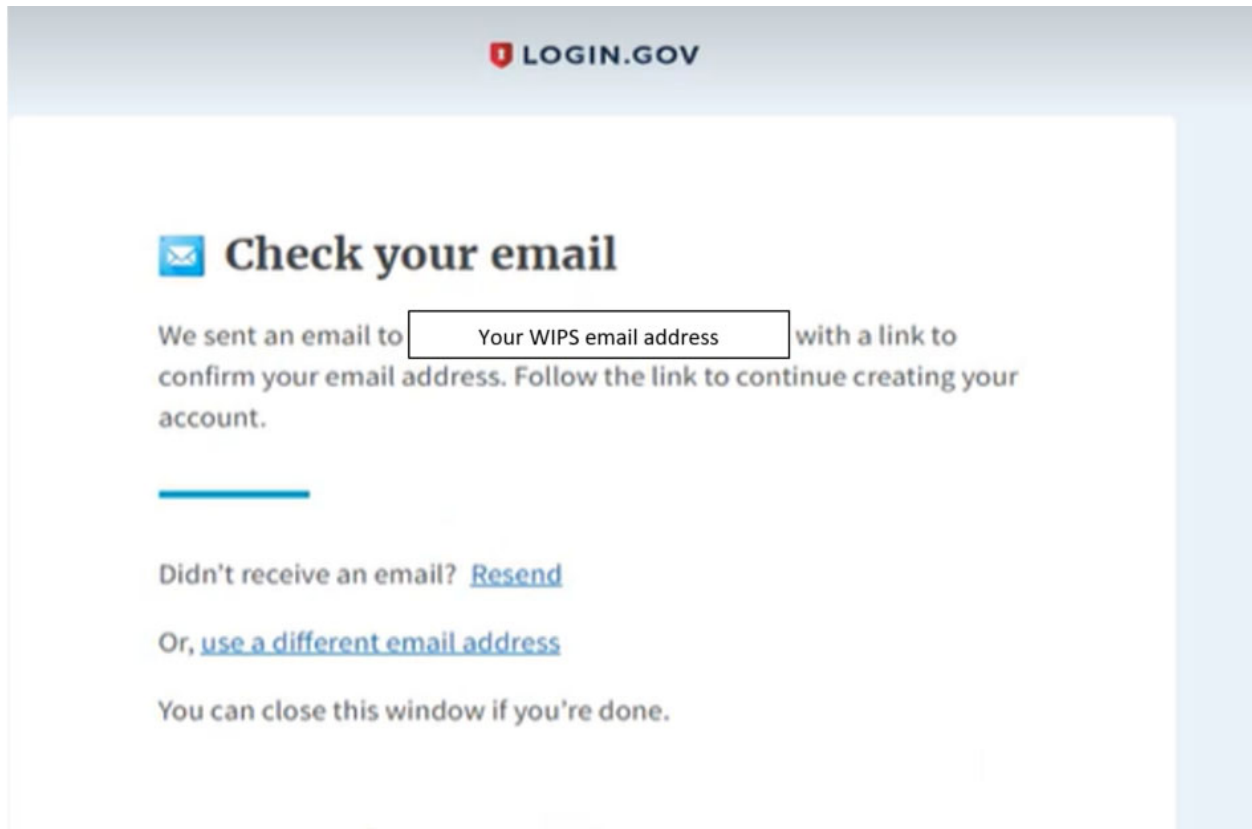 LOGIN.GOV
Check your email
We sent an email to Your WIPS email address with a link to
confirm your email address. Follow the link to continue creating your
account.
Didn't receive an email? Resend
Or, use a different email address
You can close this window if you're done.